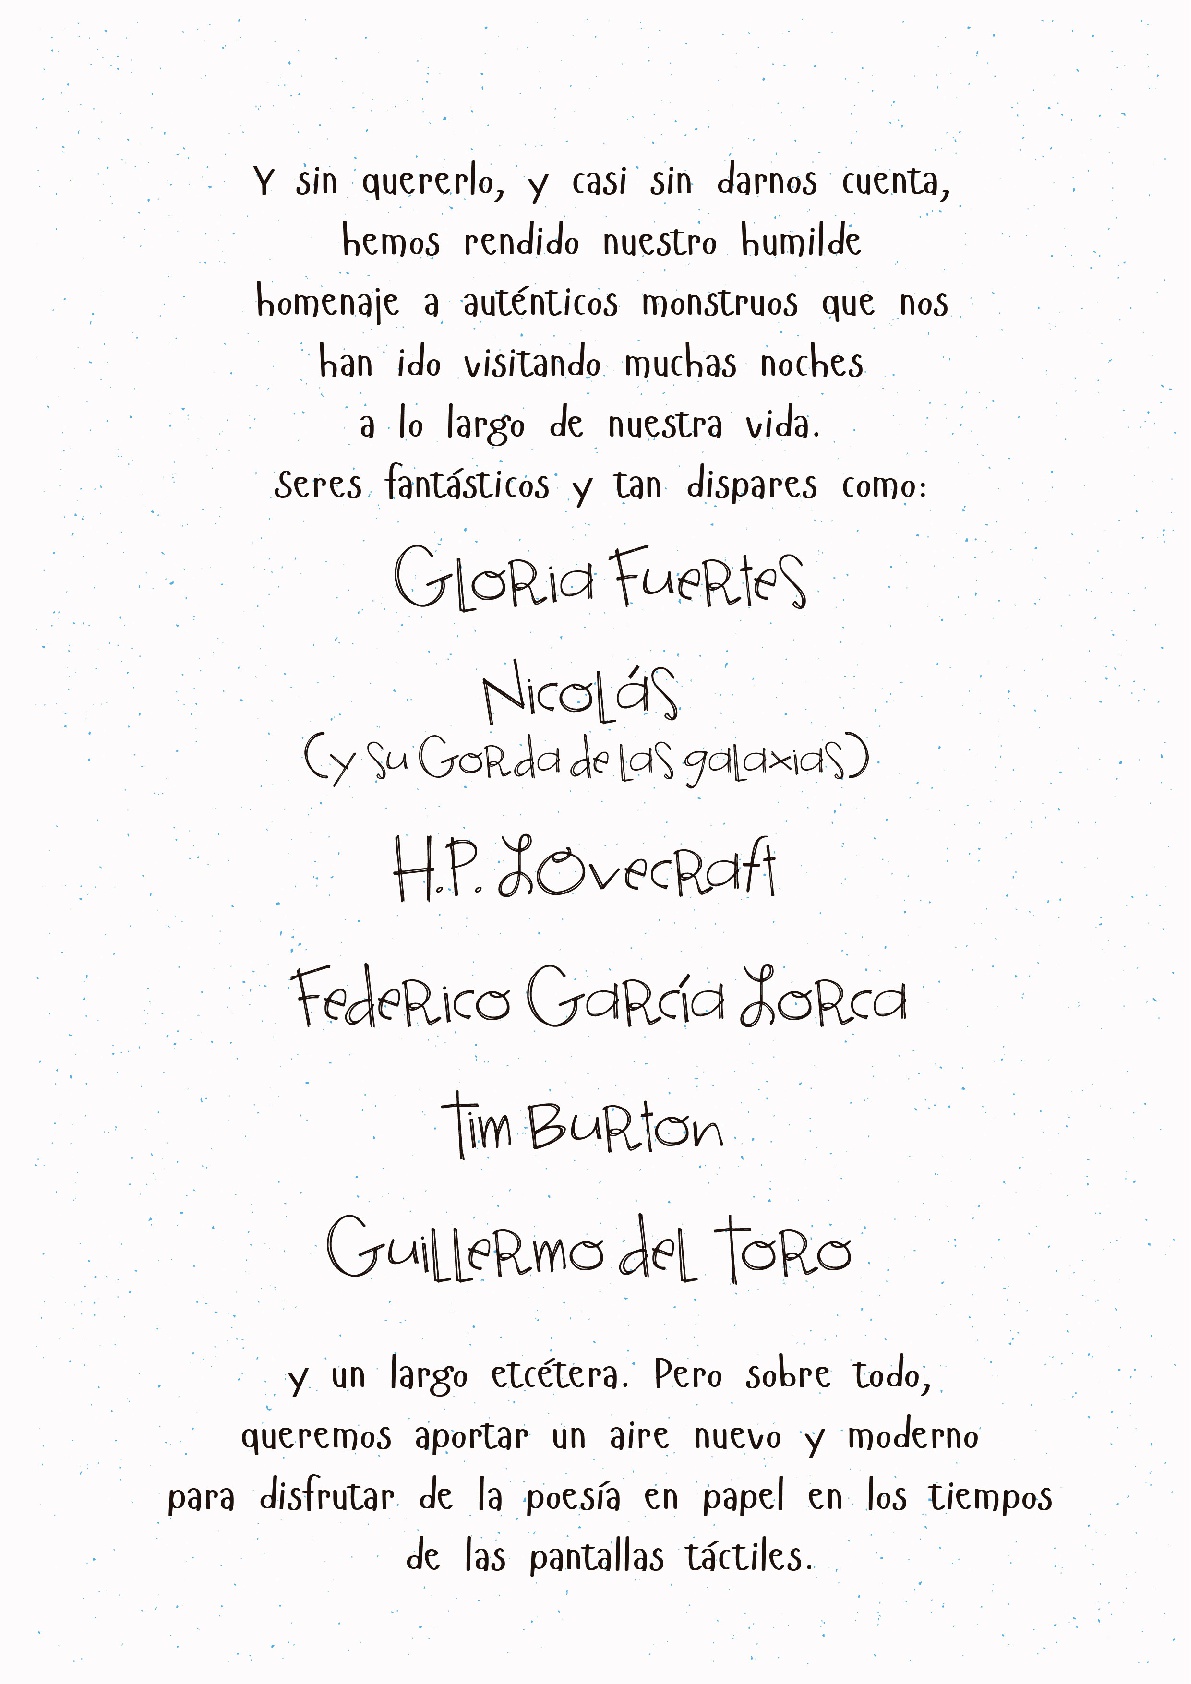 Y sin quererlo, y casi sin darnos cuenta,
hemos rendido nuestro humilde
homenaje a auténticos monstruos que nos
han ido visitando muchas noches
a lo largo de nuestra vida.
Seres fantásticos y tan dispares como:
Gloria Fuertes
Nicolás
(y su Gorda de las galaxias)
H.P. Lovecraft
Federico García Lorca
Tim Burton
Guillermo del Toro
y un largo etcétera. Pero sobre todo,
queremos aportar un aire nuevo y moderno
para disfrutar de la poesía en papel en los tiempos
de las pantallas táctiles.